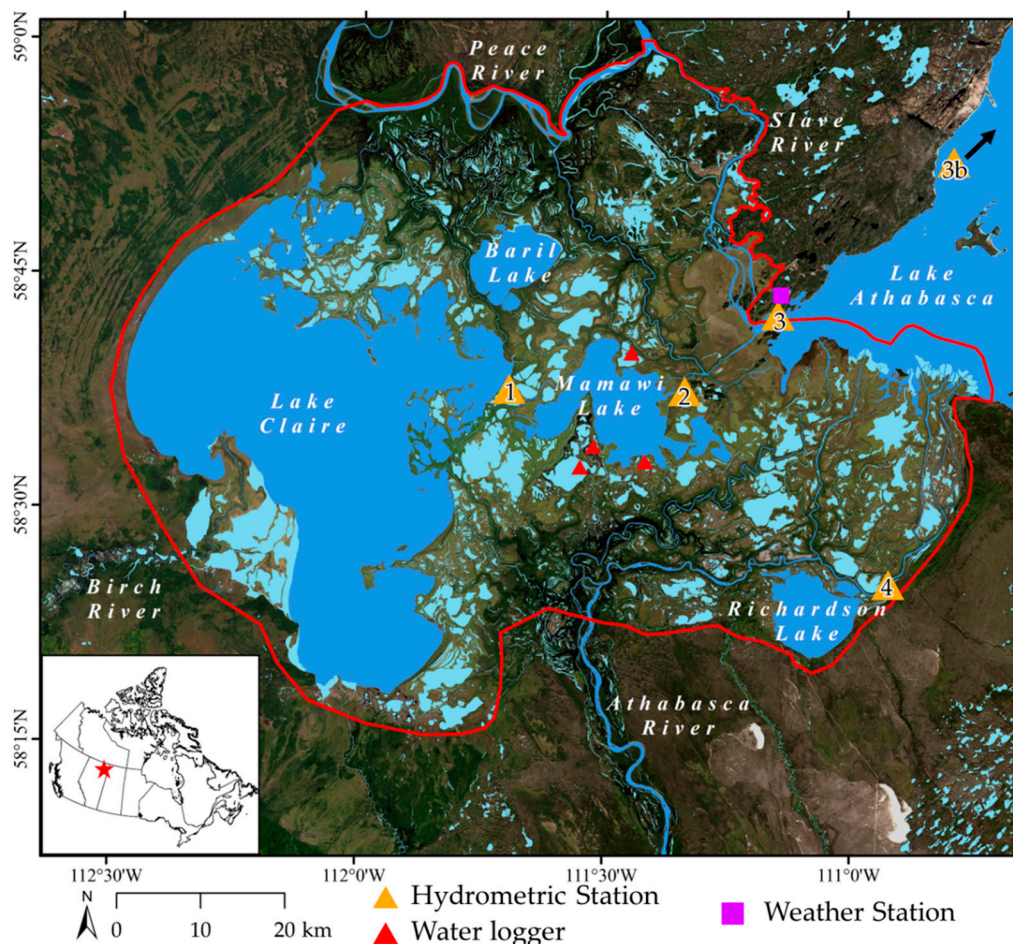 59°0'N
Peace
River
Slave
River
3b
58°45'N
Baril
Lake
Lake
Athabasca
3
1
Mamawi
Lake
2
Lake
Claire
58°30'N
Birch
River
4
Richardson
Lake
Athabasca
River
58°15'N
112°30'W
112°0'W
111°30'W
111°0'W
N
0 10 20 km
Hydrometric Station
Water logger
Weather Station